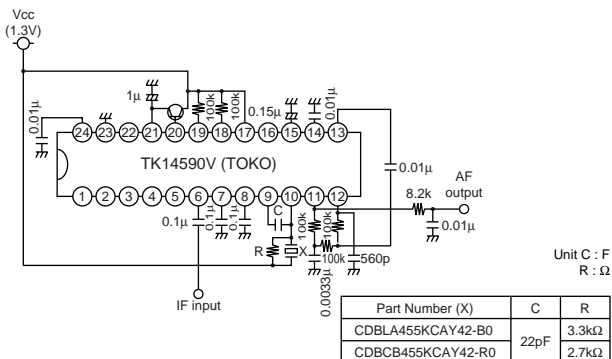 Vcc
(1.3V)
1μ
100k
100k
0.15μ
0.01μ
0.01μ
24 23 22 21 20 19 18 17 16 15 14 13
TK14590V (TOKO)
0.01μ
AF
output
8.2k
1 2 3 4 5 6 7 8 9 10 11 12
0.1μ
0.1μ
0.1μ
C
100k
100k
0.01μ
R
X
100k
560p
0.0033μ
IF input
Unit C : F
R : Ω
Part Number (X) C R
CDBLA455KCAY42-B0 22pF 3.3kΩ
CDBCB455KCAY42-R0 2.7kΩ